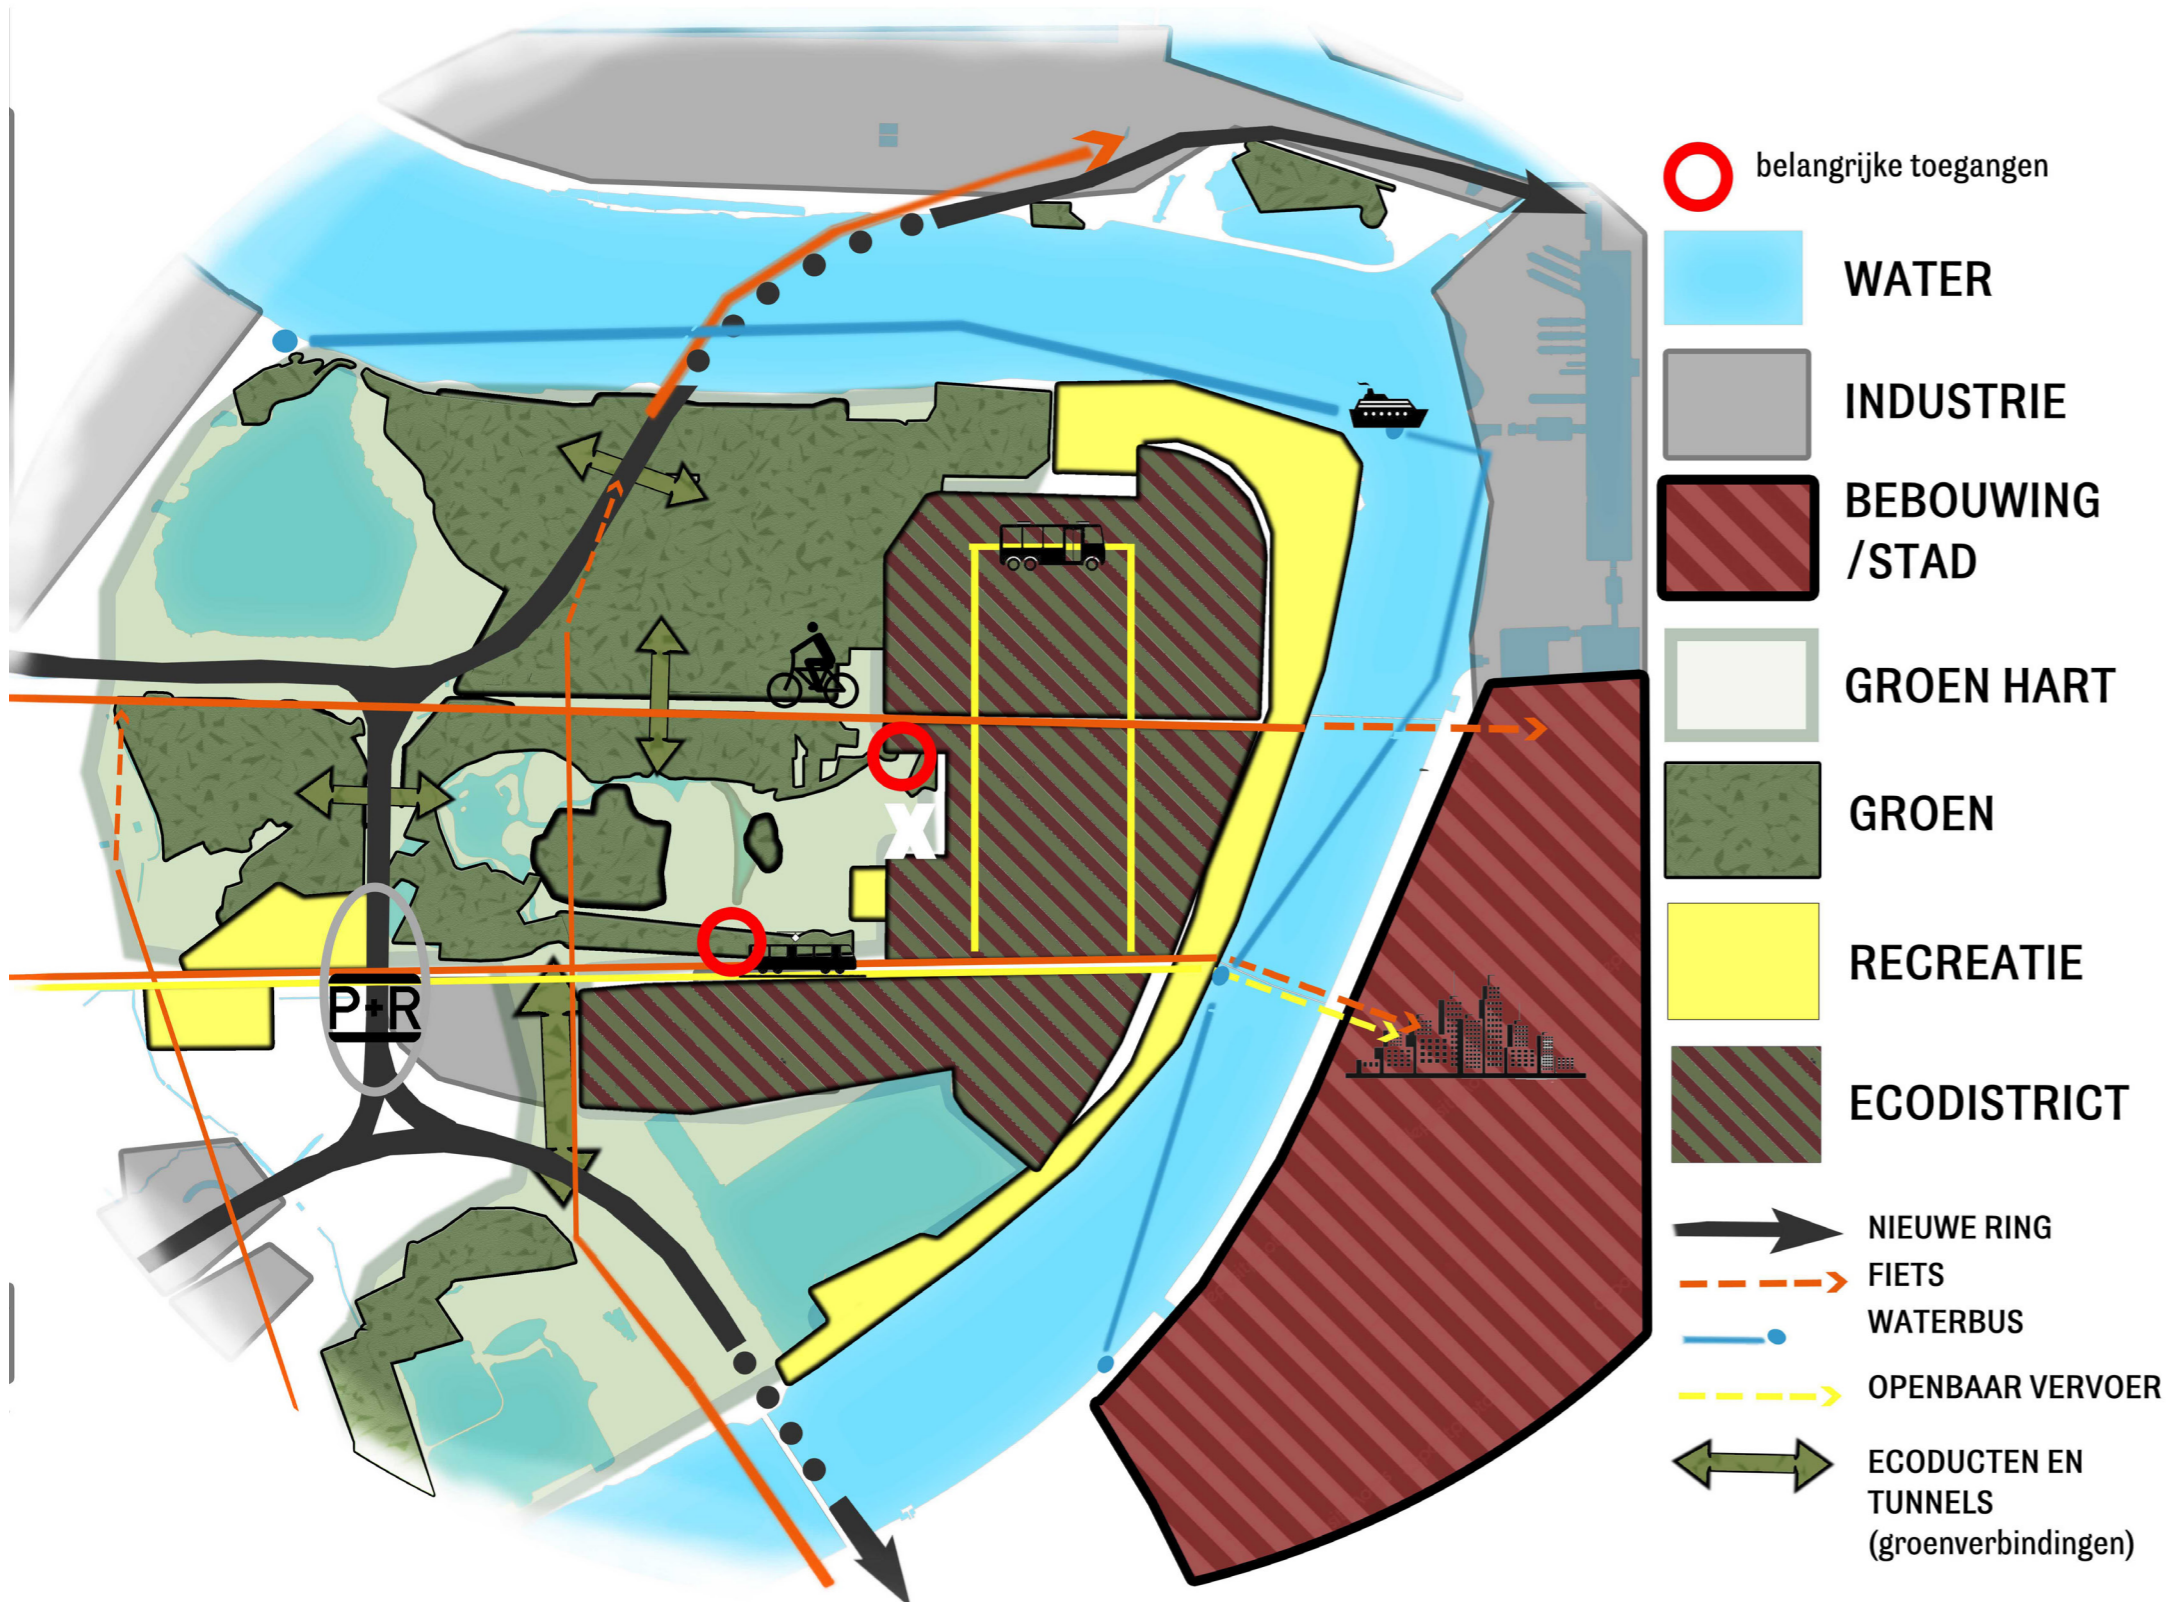 belangrijke toegangen
WATER
INDUSTRIE
BEBOUWING
/STAD
GROEN HART
GROEN
RECREATIE
ECODISTRICT
NIEUWE RING
FIETS
WATERBUS
OPENBAAR VERVOER
ECODUCTEN EN
TUNNELS
(groenverbindingen)
X
P+R